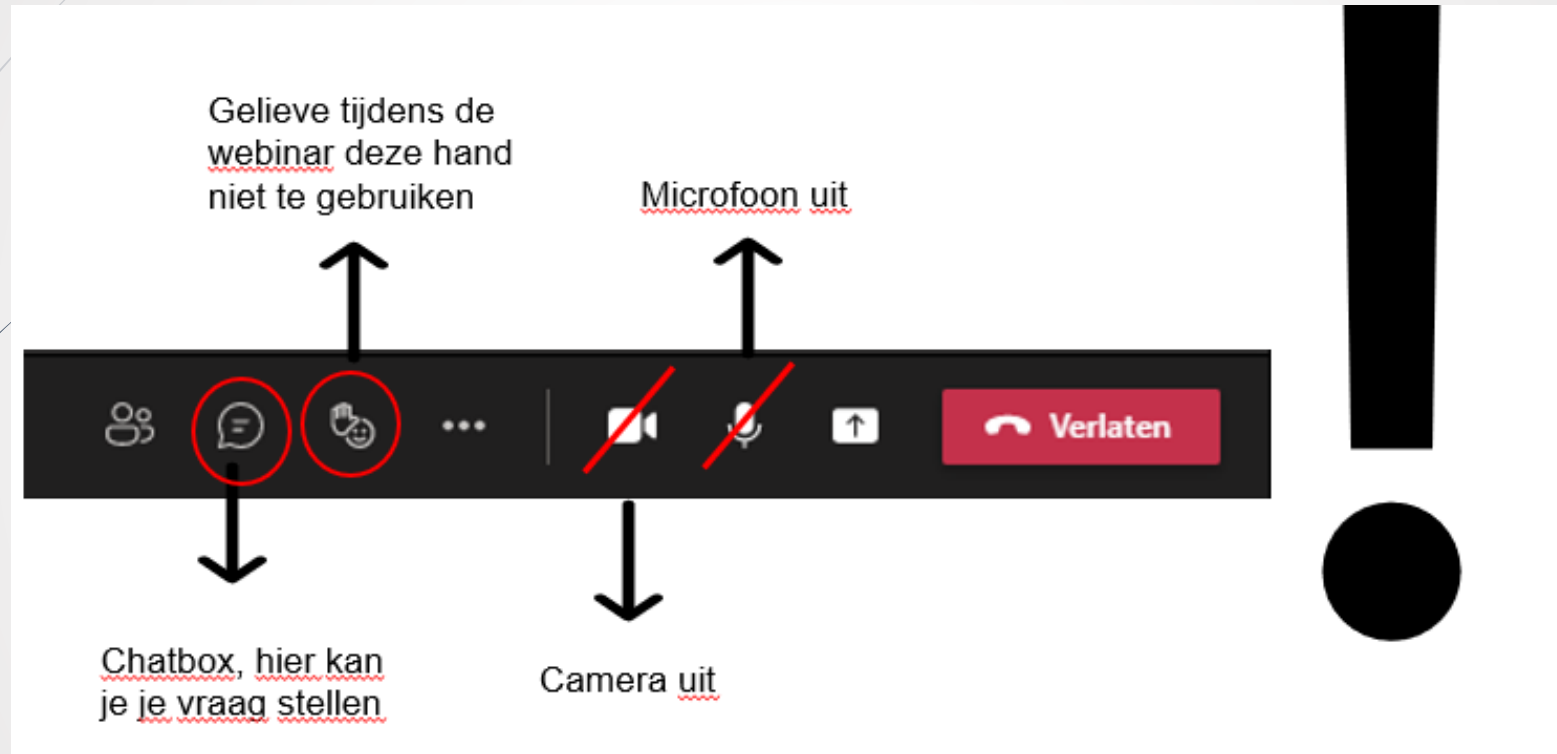 Gelieve tijdens de
webinar deze hand
niet te gebruiken
Microfoon uit
Verlaten
Chatbox, hier kan
je je vraag stellen
Camera uit
!